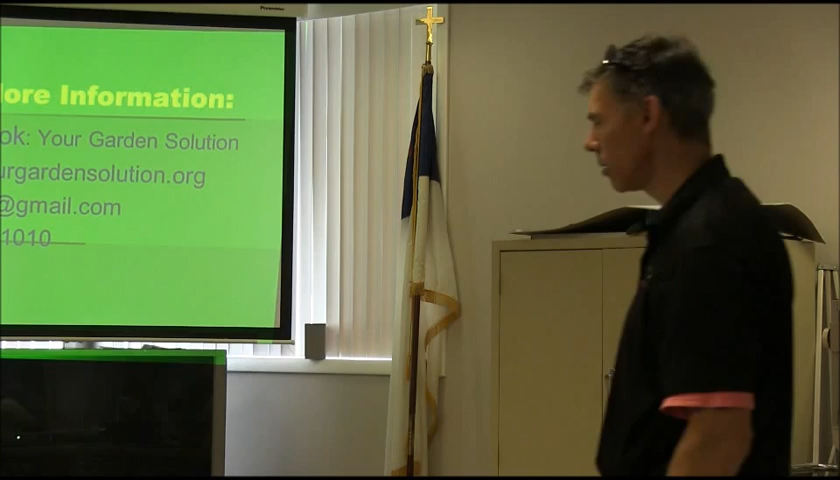 ore Information:
ok: Your Garden Solution
urgardensolution.org
@gmail.com
1010